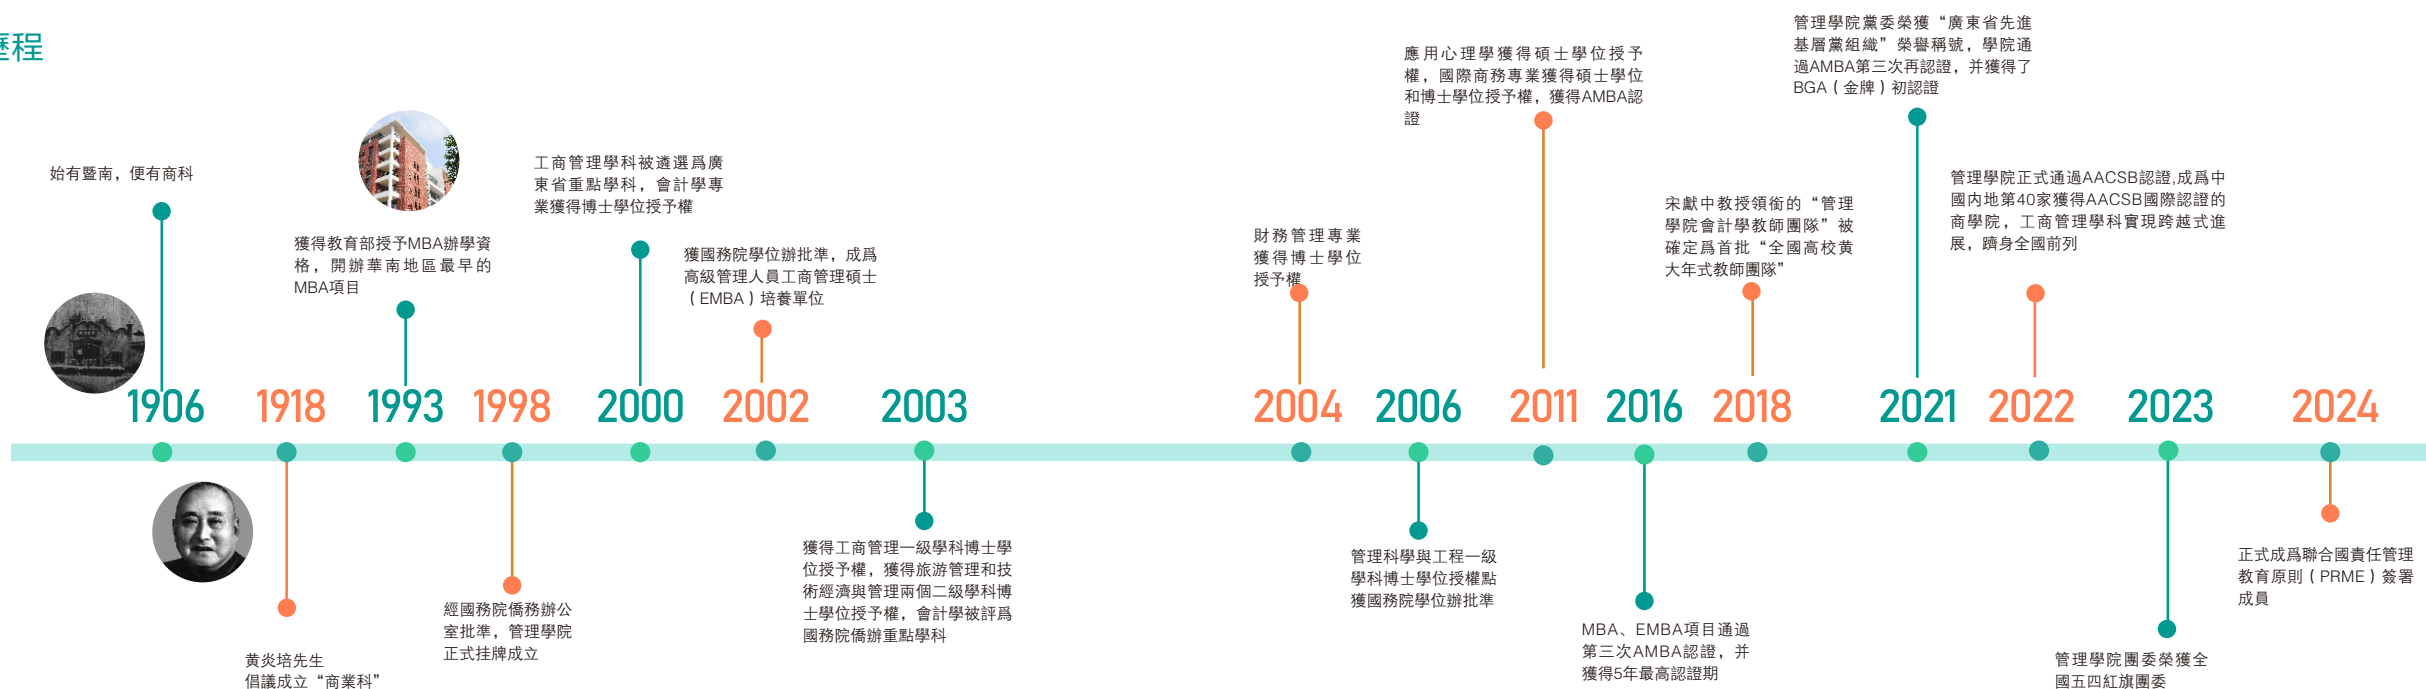 歷程
始有暨南，便有商科
1906
1918
黄炎培先生
倡議成立“商業科”
獲得教育部授予MBA辦學資
格，開辦華南地區最早的
MBA項目
1993
1998
經國務院僑務辦公
室批準，管理學院
正式挂牌成立
工商管理學科被遴選爲廣
東省重點學科，會計學專
業獲得博士學位授予權
2000
獲國務院學位辦批準，成爲
高級管理人員工商管理碩士
（EMBA）培養單位
2002
2003
獲得工商管理一級學科博士學
位授予權，獲得旅游管理和技
術經濟與管理兩個二級學科博
士學位授予權，會計學被評爲
國務院僑辦重點學科
財務管理專業
獲得博士學位
授予權
2004
2006
管理科學與工程一級
學科博士學位授權點
獲國務院學位辦批準
應用心理學獲得碩士學位授予
權，國際商務專業獲得碩士學位
和博士學位授予權，獲得AMBA認
證
2011
2016
MBA、EMBA項目通過
第三次AMBA認證，并
獲得5年最高認證期
宋獻中教授領銜的“管理
學院會計學教師團隊”被
確定爲首批“全國高校黄
大年式教師團隊”
2018
管理學院黨委榮獲“廣東省先進
基層黨組織”榮譽稱號，學院通
過AMBA第三次再認證，并獲得了
BGA（金牌）初認證
2021
管理學院正式通過AACSB認證,成爲中
國内地第40家獲得AACSB國際認證的
商學院，工商管理學科實現跨越式進
展，躋身全國前列
2022
2023
管理學院團委榮獲全
國五四紅旗團委
2024
正式成爲聯合國責任管理
教育原則（PRME）簽署
成員